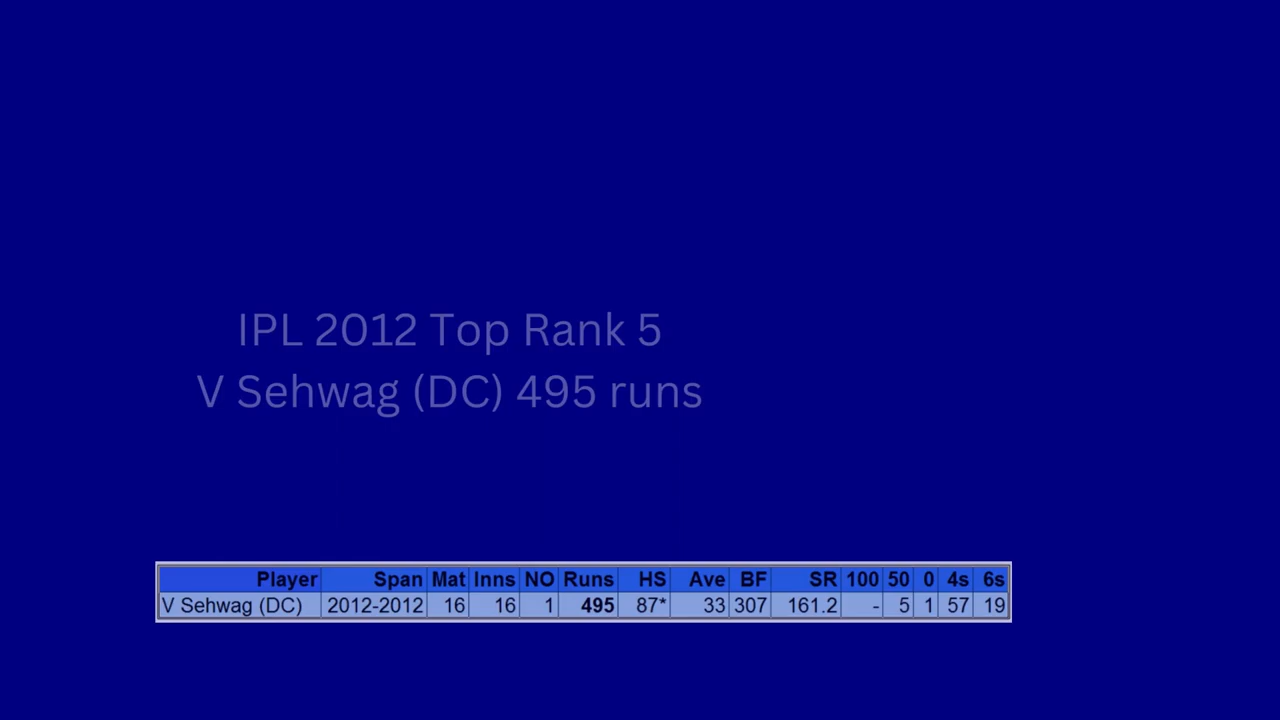 IPL 2012 Top Rank 5
V Sehwag (DC) 495 runs
Player Span Mat Inns NO Runs HS Ave BF SR 100 50 0 4s 6s
V Sehwag (DC) 2012-2012 16 16 1 495 87* 33 307 161.2 - 5 1 57 19